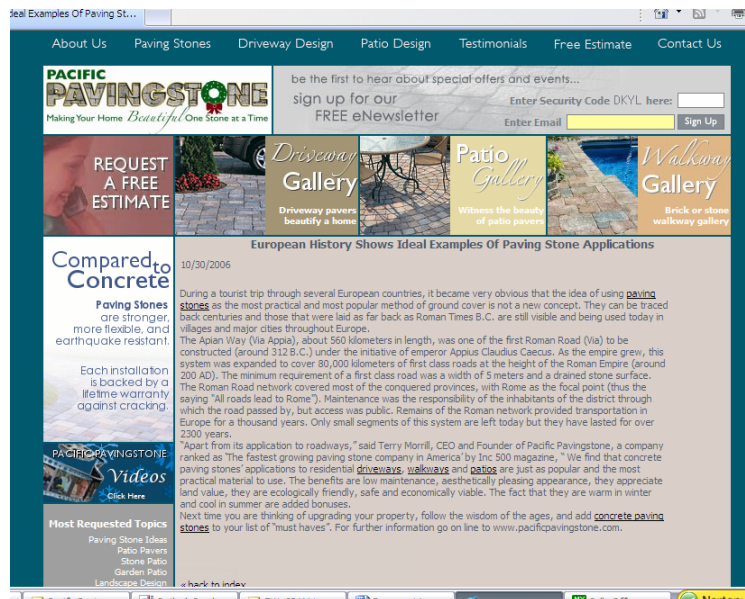 deal Examples Of Paving St...
About Us Paving Stones Driveway Design Patio Design Testimonials Free Estimate Contact Us
PACIFIC
PAVINGSTONE
Making Your Home Beautiful One Stone at a Time
be the first to hear about special offers and events...
sign up for our
FREE eNewsletter
Enter Security Code DKYL here:
Enter Email
Sign Up
REQUEST
A FREE
ESTIMATE
Driveway
Gallery
Driveway pavers
beautify a home
Patio
Gallery
Witness the beauty
of patio pavers
Walkway
Gallery
Brick or stone
walkway gallery
Compared to
Concrete
Paving Stones
are stronger,
more flexible, and
earthquake resistant.
Each installation
is backed by a
lifetime warranty
against cracking.
PACIFIC PAVINGSTONE
Videos
Click Here
Most Requested Topics
Paving Stone Ideas
Patio Pavers
Stone Patio
Garden Patio
Landscape Design
European History Shows Ideal Examples Of Paving Stone Applications
10/30/2006
During a tourist trip through several European countries, it became very obvious that the idea of using paving
stones as the most practical and most popular method of ground cover is not a new concept. They can be traced
back centuries and those that were laid as far back as Roman Times B.C. are still visible and being used today in
villages and major cities throughout Europe.
The Apian Way (Via Appia), about 560 kilometers in length, was one of the first Roman Road (Via) to be
constructed (around 312 B.C.) under the initiative of emperor Appius Claudius Caecus. As the empire grew, this
system was expanded to cover 80,000 kilometers of first class roads at the height of the Roman Empire (around
200 AD). The minimum requirement of a first class road was a width of 5 meters and a drained stone surface.
The Roman Road network covered most of the conquered provinces, with Rome as the focal point (thus the
saying "All roads lead to Rome"). Maintenance was the responsibility of the inhabitants of the district through
which the road passed by, but access was public. Remains of the Roman network provided transportation in
Europe for a thousand years. Only small segments of this system are left today but they have lasted for over
2300 years.
"Apart from its application to roadways," said Terry Morrill, CEO and Founder of Pacific Pavingstone, a company
ranked as 'The fastest growing paving stone company in America' by Inc 500 magazine, " We find that concrete
paving stones' applications to residential driveways, walkways and patios are just as popular and the most
practical material to use. The benefits are low maintenance, aesthetically pleasing appearance, they appreciate
land value, they are ecologically friendly, safe and economically viable. The fact that they are warm in winter
and cool in summer are added bonuses.
Next time you are thinking of upgrading your property, follow the wisdom of the ages, and add concrete paving
stones to your list of "must haves". For further information go on line to www.pacificpavingstone.com.
« back to index